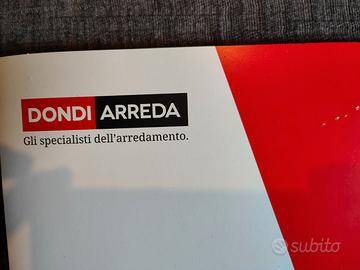 DONDI ARREDA
Gli specialisti dell'arredamento.
subito